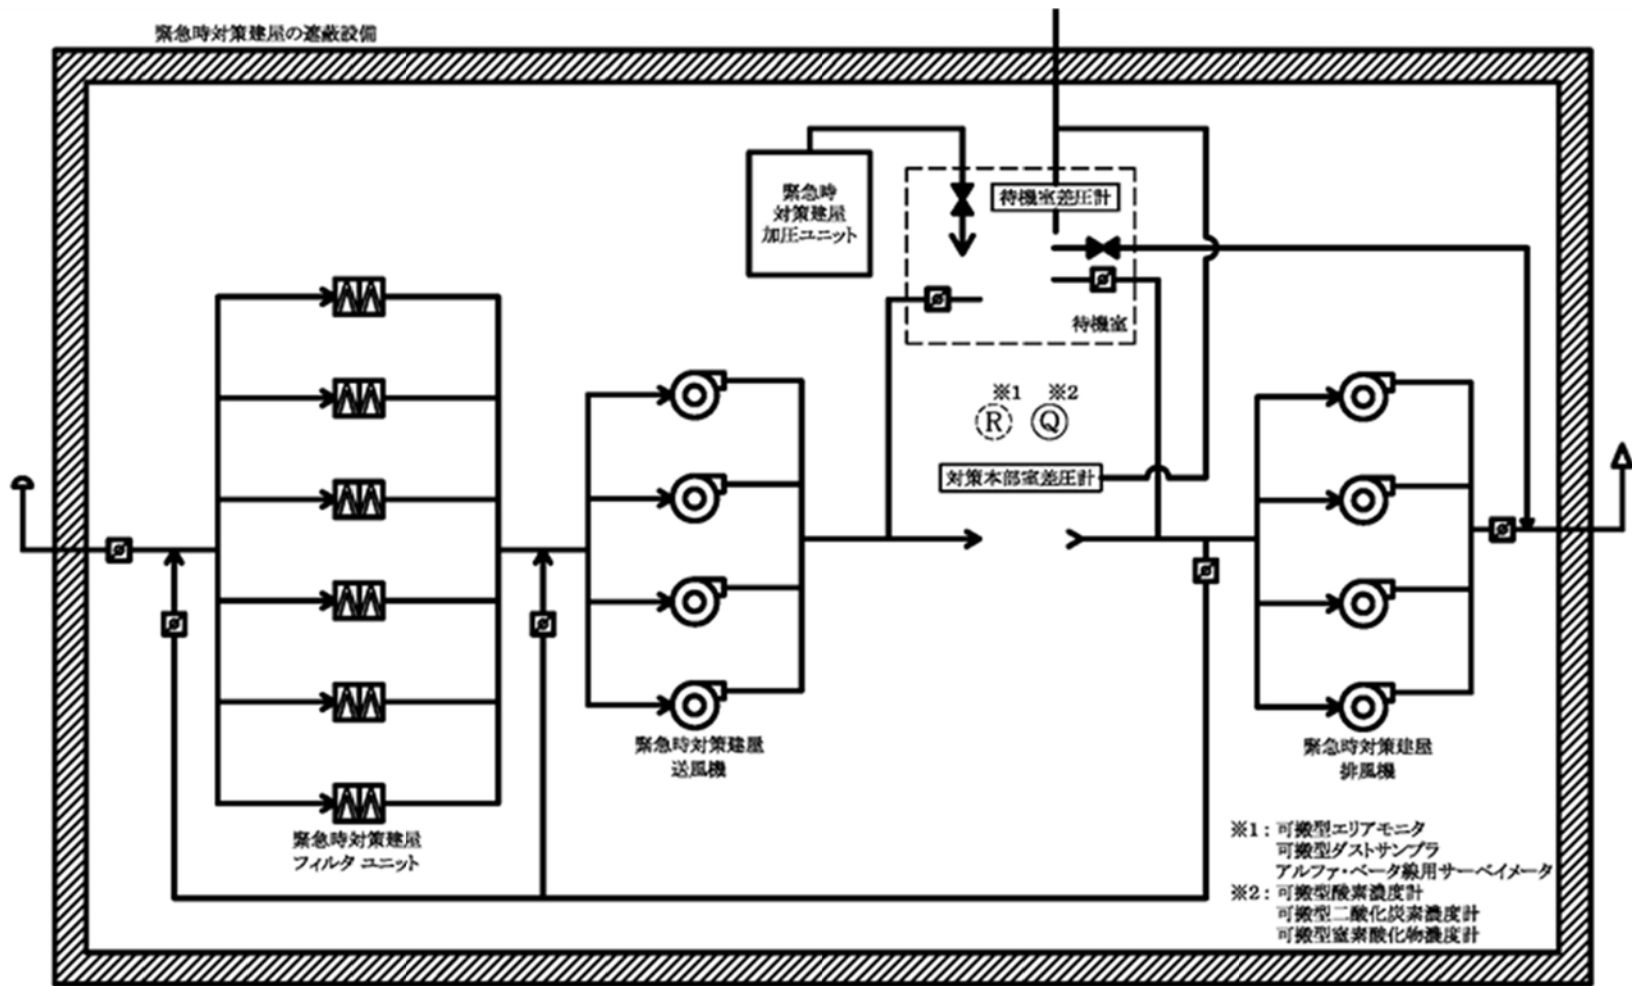 緊急時対策建屋の遮蔽設備
緊急時
対策建屋
加圧ユニット
待機室差圧計
待機室
※1 ※2
R Q
対策本部室差圧計
緊急時対策建屋
送風機
緊急時対策建屋
排風機
緊急時対策建屋
フィルタ ユニット
※1：可搬型エリアモニタ
可搬型ダストサンプラ
アルファ・ベータ線用サーベイメータ
※2：可搬型酸素濃度計
可搬型二酸化炭素濃度計
可搬型窒素酸化物濃度計